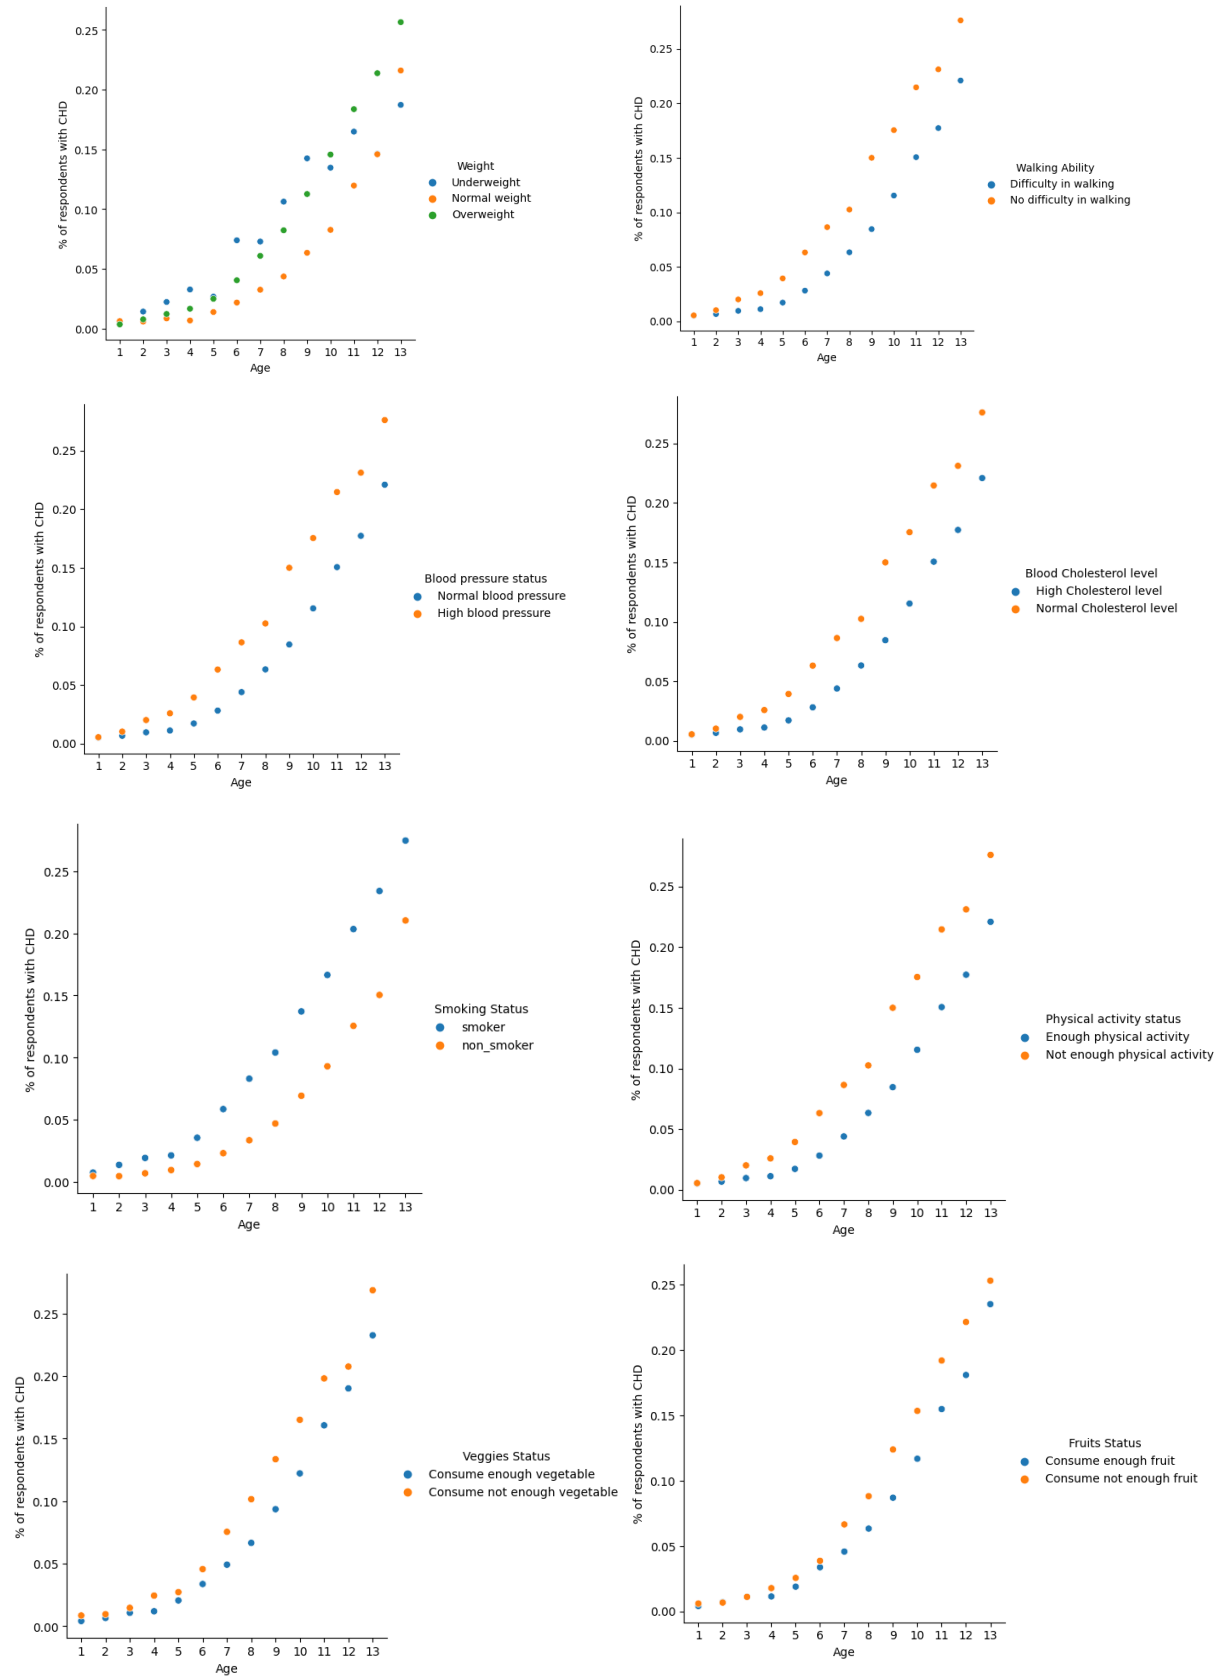 0.25
0.20
0.15
0.10
0.05
0.00
% of respondents with CHD
1 2 3 4 5 6 7 8 9 10 11 12 13
Age
Weight
Underweight
Normal weight
Overweight
0.25
0.20
0.15
0.10
0.05
0.00
% of respondents with CHD
1 2 3 4 5 6 7 8 9 10 11 12 13
Age
Walking Ability
Difficulty in walking
No difficulty in walking
0.25
0.20
0.15
0.10
0.05
0.00
% of respondents with CHD
1 2 3 4 5 6 7 8 9 10 11 12 13
Age
Blood pressure status
Normal blood pressure
High blood pressure
0.25
0.20
0.15
0.10
0.05
0.00
% of respondents with CHD
1 2 3 4 5 6 7 8 9 10 11 12 13
Age
Blood Cholesterol level
High Cholesterol level
Normal Cholesterol level
0.25
0.20
0.15
0.10
0.05
0.00
% of respondents with CHD
1 2 3 4 5 6 7 8 9 10 11 12 13
Age
Smoking Status
smoker
non_smoker
0.25
0.20
0.15
0.10
0.05
0.00
% of respondents with CHD
1 2 3 4 5 6 7 8 9 10 11 12 13
Age
Physical activity status
Enough physical activity
Not enough physical activity
0.25
0.20
0.15
0.10
0.05
0.00
% of respondents with CHD
1 2 3 4 5 6 7 8 9 10 11 12 13
Age
Veggies Status
Consume enough vegetable
Consume not enough vegetable
0.25
0.20
0.15
0.10
0.05
0.00
% of respondents with CHD
1 2 3 4 5 6 7 8 9 10 11 12 13
Age
Fruits Status
Consume enough fruit
Consume not enough fruit